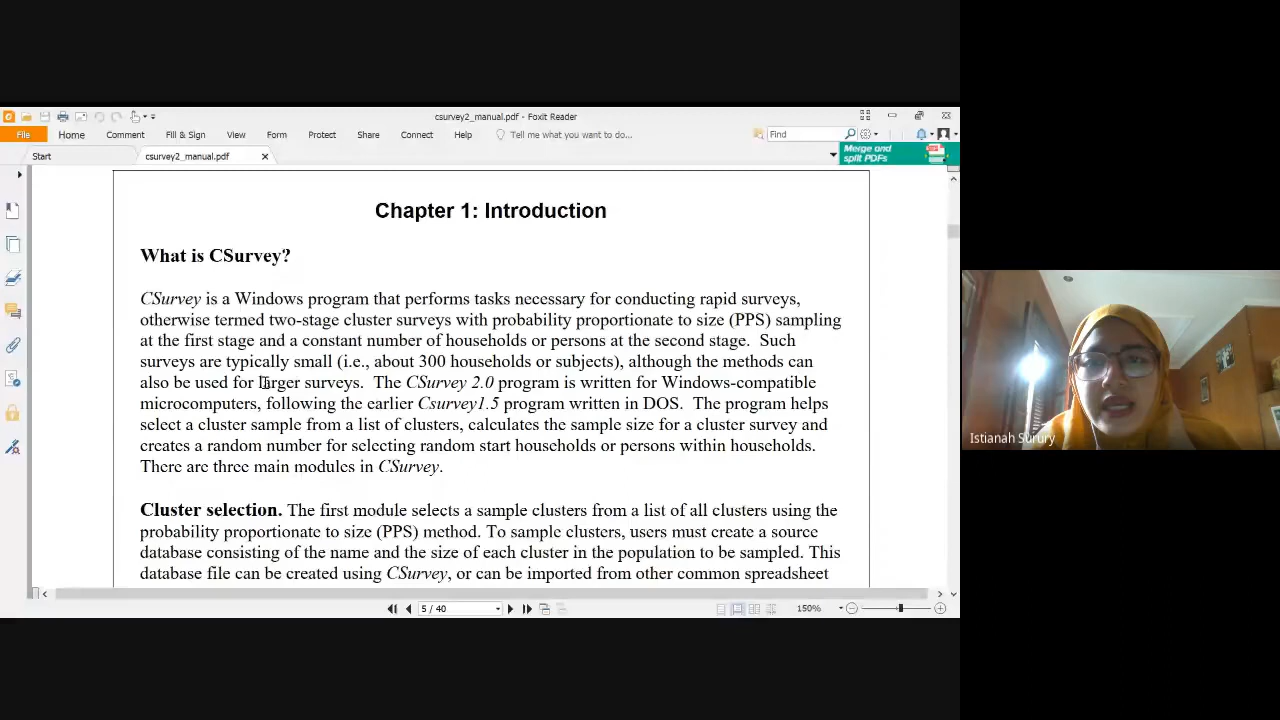 csurvey2_manual.pdf - Foxit Reader
File Home Comment Fill & Sign View Form Protect Share Connect Help Tell me what you want to do... Find
Start csurvey2_manual.pdf
Merge and
split PDFs
Chapter 1: Introduction
What is CSurvey?
CSurvey is a Windows program that performs tasks necessary for conducting rapid surveys,
otherwise termed two-stage cluster surveys with probability proportionate to size (PPS) sampling
at the first stage and a constant number of households or persons at the second stage. Such
surveys are typically small (i.e., about 300 households or subjects), although the methods can
also be used for larger surveys. The CSurvey 2.0 program is written for Windows-compatible
microcomputers, following the earlier Csurvey1.5 program written in DOS. The program helps
select a cluster sample from a list of clusters, calculates the sample size for a cluster survey and
creates a random number for selecting random start households or persons within households.
There are three main modules in CSurvey.
Cluster selection. The first module selects a sample clusters from a list of all clusters using the
probability proportionate to size (PPS) method. To sample clusters, users must create a source
database consisting of the name and the size of each cluster in the population to be sampled. This
database file can be created using CSurvey, or can be imported from other common spreadsheet
5 / 40
150%
Istianah Surury